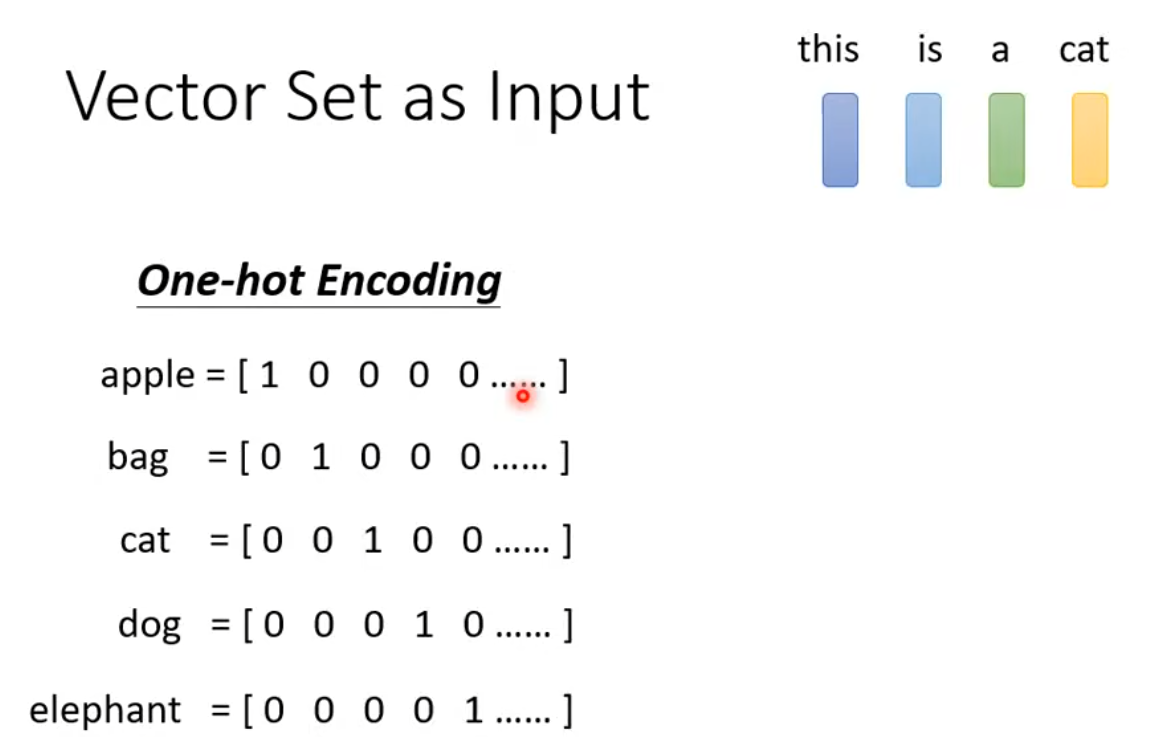 Vector Set as Input
this is a cat
One-hot Encoding
apple = [ 1 0 0 0 0 ...... ]
bag = [ 0 1 0 0 0 ...... ]
cat = [ 0 0 1 0 0 ...... ]
dog = [ 0 0 0 1 0 ...... ]
elephant = [ 0 0 0 0 1 ...... ]